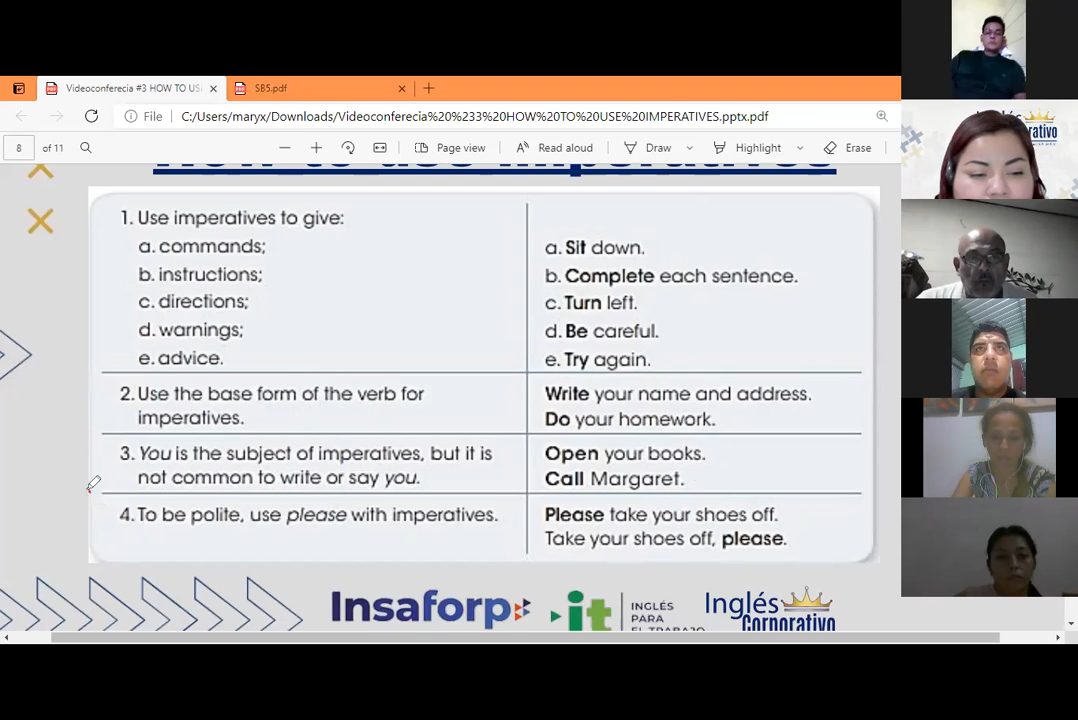 Videoconferecia #3 HOW TO US
SB5.pdf
File
C:/Users/maryx/Downloads/Videoconferecia%20%233%20HOW%20TO%20USE%20IMPERATIVES.pptx.pdf
8 of 11
Page view
Read aloud
Draw
Highlight
Erase
How to use imperatives
1. Use imperatives to give:
a. commands;
a. Sit down.
b. instructions;
b. Complete each sentence.
c. directions;
c. Turn left.
d. warnings;
d. Be careful.
e. advice.
e. Try again.
2. Use the base form of the verb for
imperatives.
Write your name and address.
Do your homework.
3. You is the subject of imperatives, but it is
not common to write or say you.
Open your books.
Call Margaret.
4. To be polite, use please with imperatives.
Please take your shoes off.
Take your shoes off, please.
Insaforp
it
INGLÉS
PARA
EL TRABAJO
Inglés
Corporativo